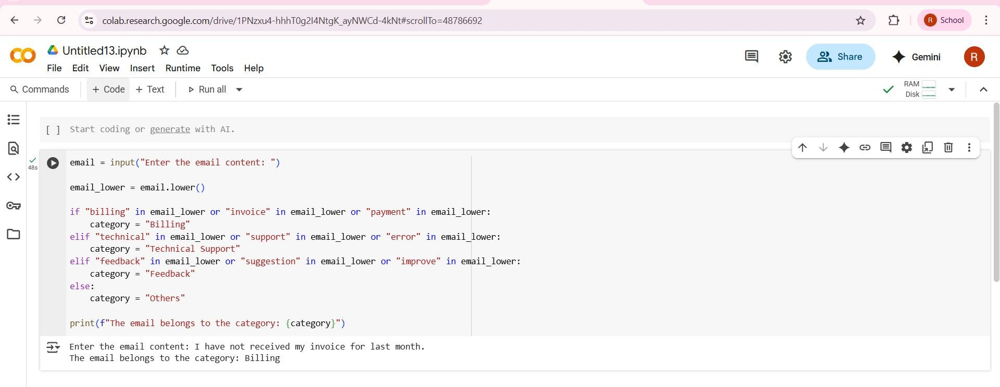 colab.research.google.com/drive/1PNzxu4-hhhT0g2I4NtgK_ayNWCd-4kNt#scrollTo=48786692
R School
Untitled13.ipynb
File Edit View Insert Runtime Tools Help
Share
Gemini
R
Commands + Code + Text Run all
RAM
Disk
[ ] Start coding or generate with AI.
48s
email = input("Enter the email content: ")
email_lower = email.lower()
if "billing" in email_lower or "invoice" in email_lower or "payment" in email_lower:
    category = "Billing"
elif "technical" in email_lower or "support" in email_lower or "error" in email_lower:
    category = "Technical Support"
elif "feedback" in email_lower or "suggestion" in email_lower or "improve" in email_lower:
    category = "Feedback"
else:
    category = "Others"
print(f"The email belongs to the category: {category}")
Enter the email content: I have not received my invoice for last month.
The email belongs to the category: Billing